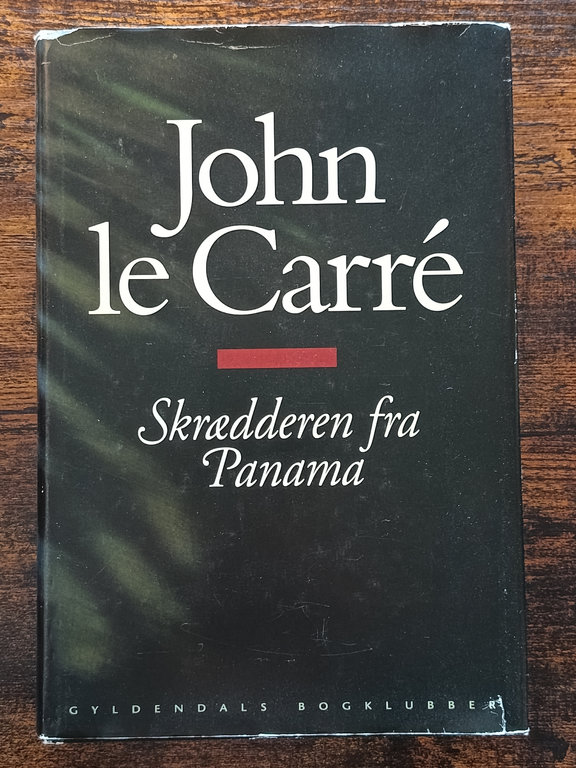 John
le Carré
Skrædderen fra
Panama
GYLDENDALS BOGKLUBBER